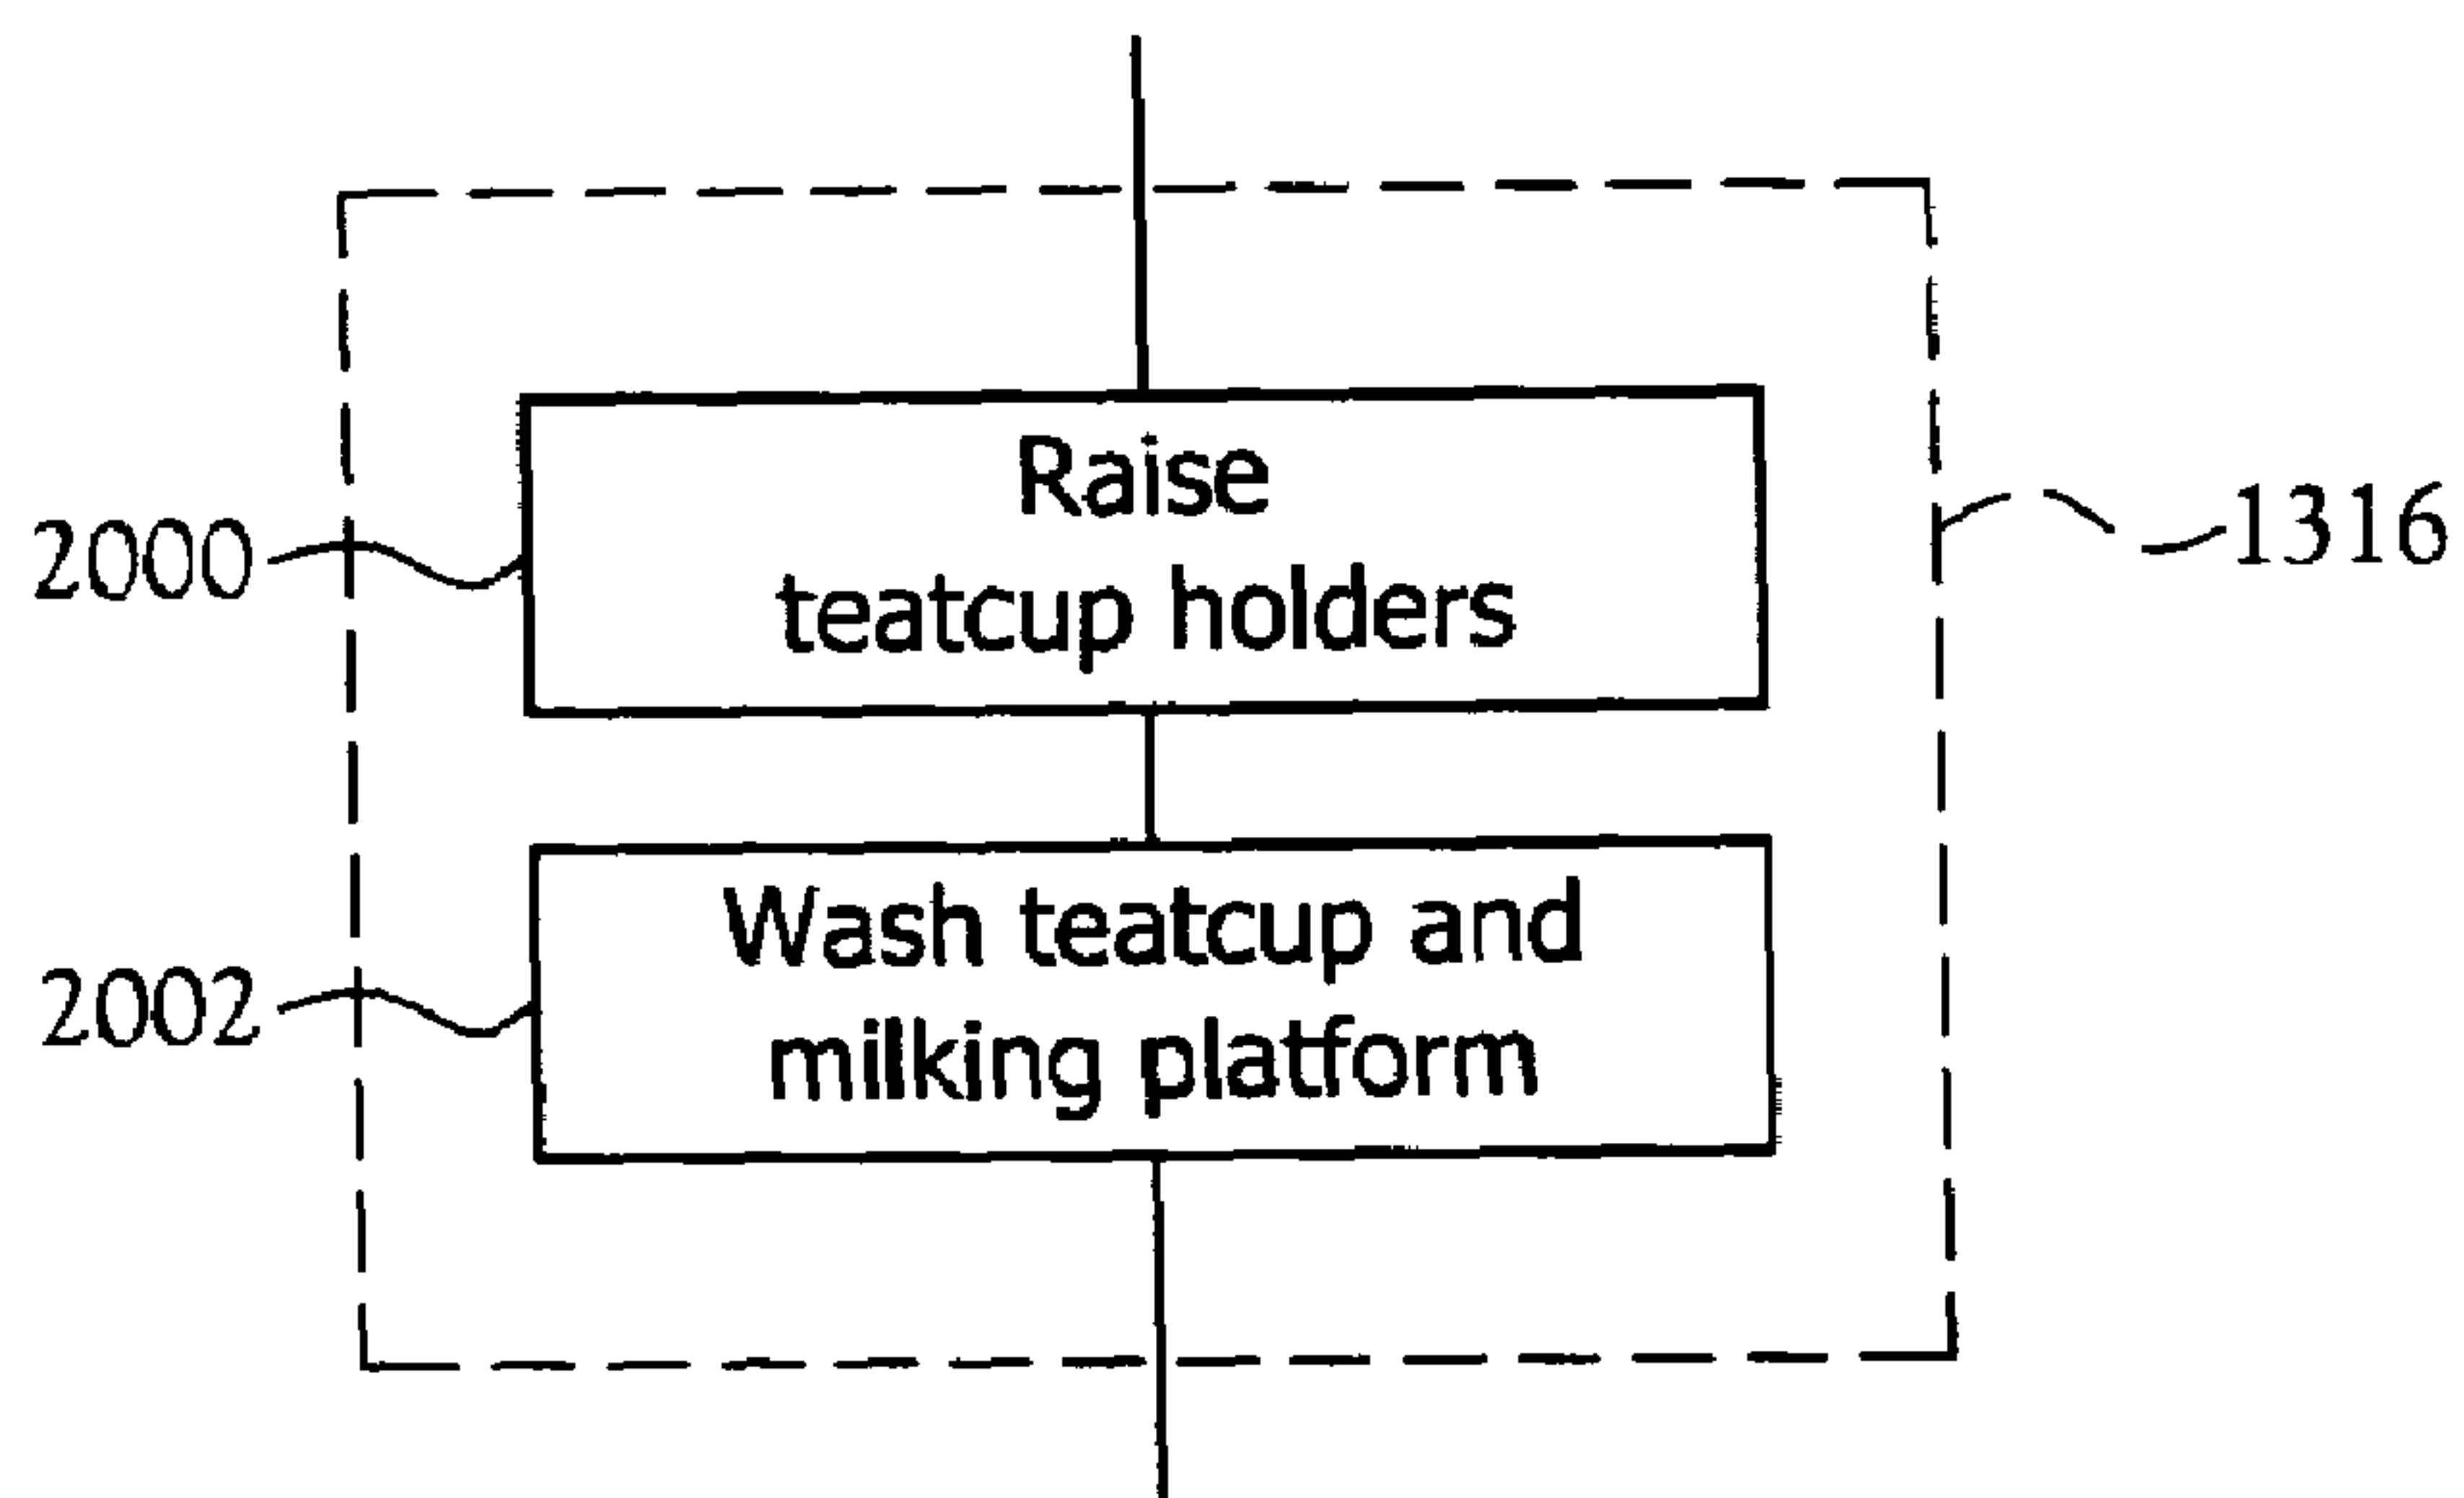 Raise
teatcup holders
2000
1316
Wash teatcup and
milking platform
2002